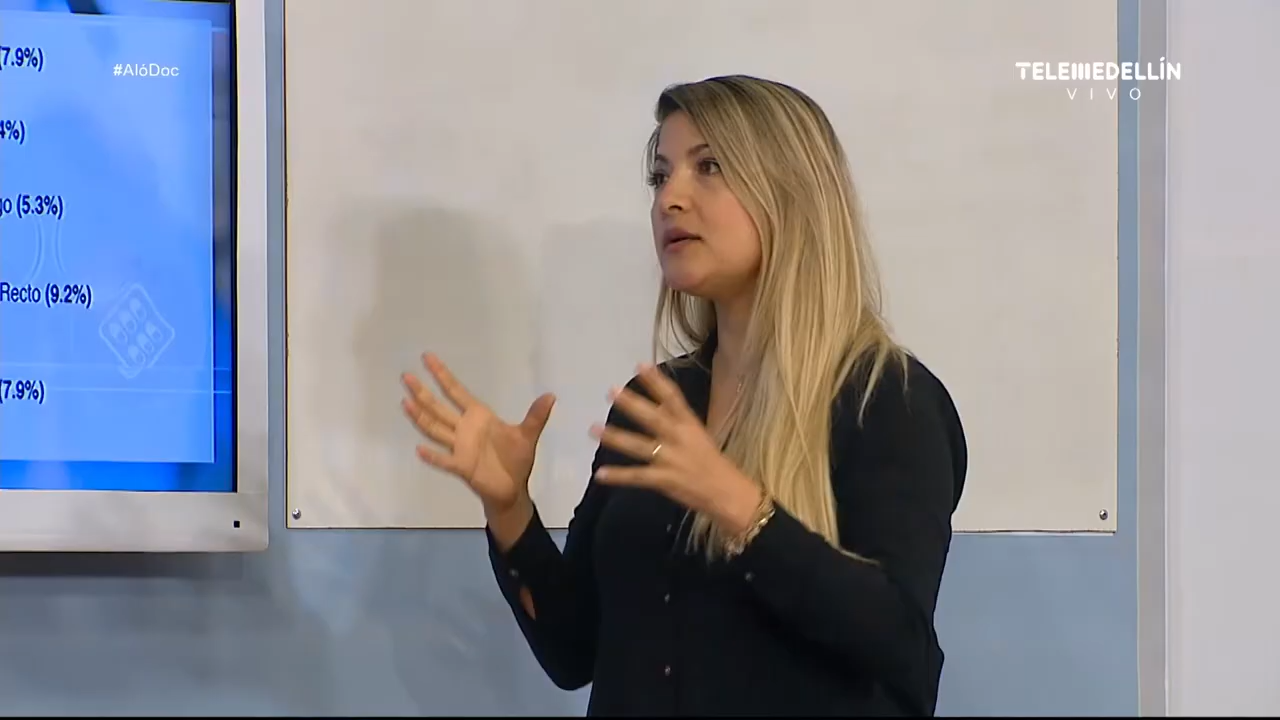 (7.9%)
#AlóDoc
TELEMEDELLÍN
VIVO
4%)
go (5.3%)
Recto (9.2%)
(7.9%)